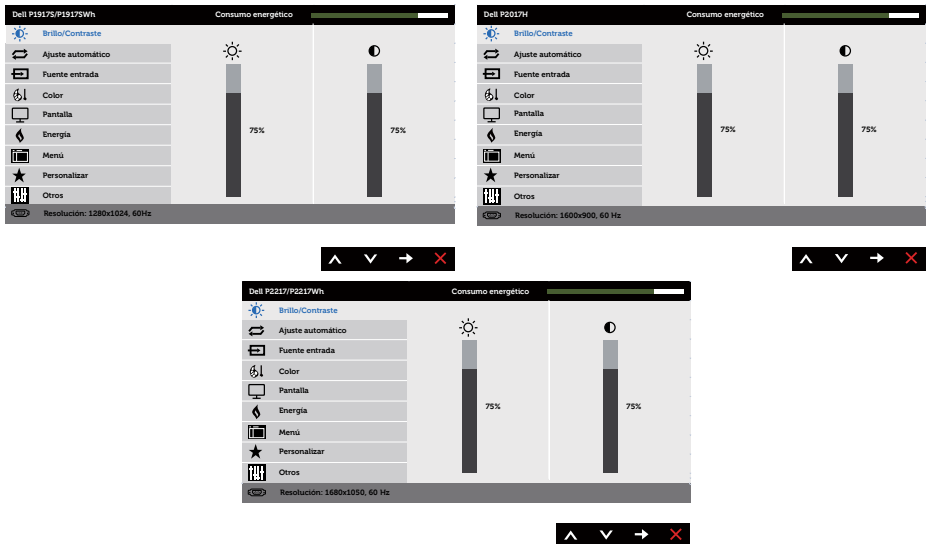 Dell P1917S/P1917SWh Consumo energético
Brillo/Contraste
Ajuste automático
Fuente entrada
Color
Pantalla
Energía
Menú
Personalizar
Otros
75% 75%
Resolución: 1280x1024, 60Hz
Dell P2017H Consumo energético
Brillo/Contraste
Ajuste automático
Fuente entrada
Color
Pantalla
Energía
Menú
Personalizar
Otros
75% 75%
Resolución: 1600x900, 60 Hz
Dell P2217/P2217Wh Consumo energético
Brillo/Contraste
Ajuste automático
Fuente entrada
Color
Pantalla
Energía
Menú
Personalizar
Otros
75% 75%
Resolución: 1680x1050, 60 Hz